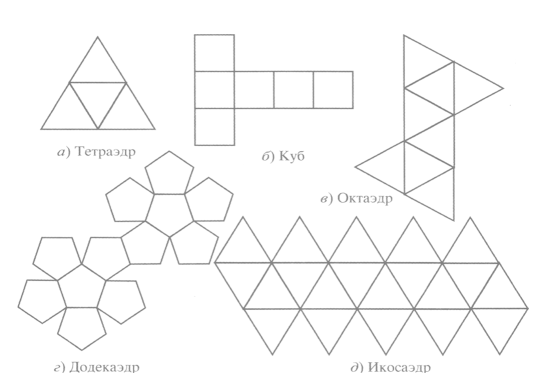 а) Тетраэдр
б) Куб
в) Октаэдр
г) Додекаэдр
д) Икосаэдр